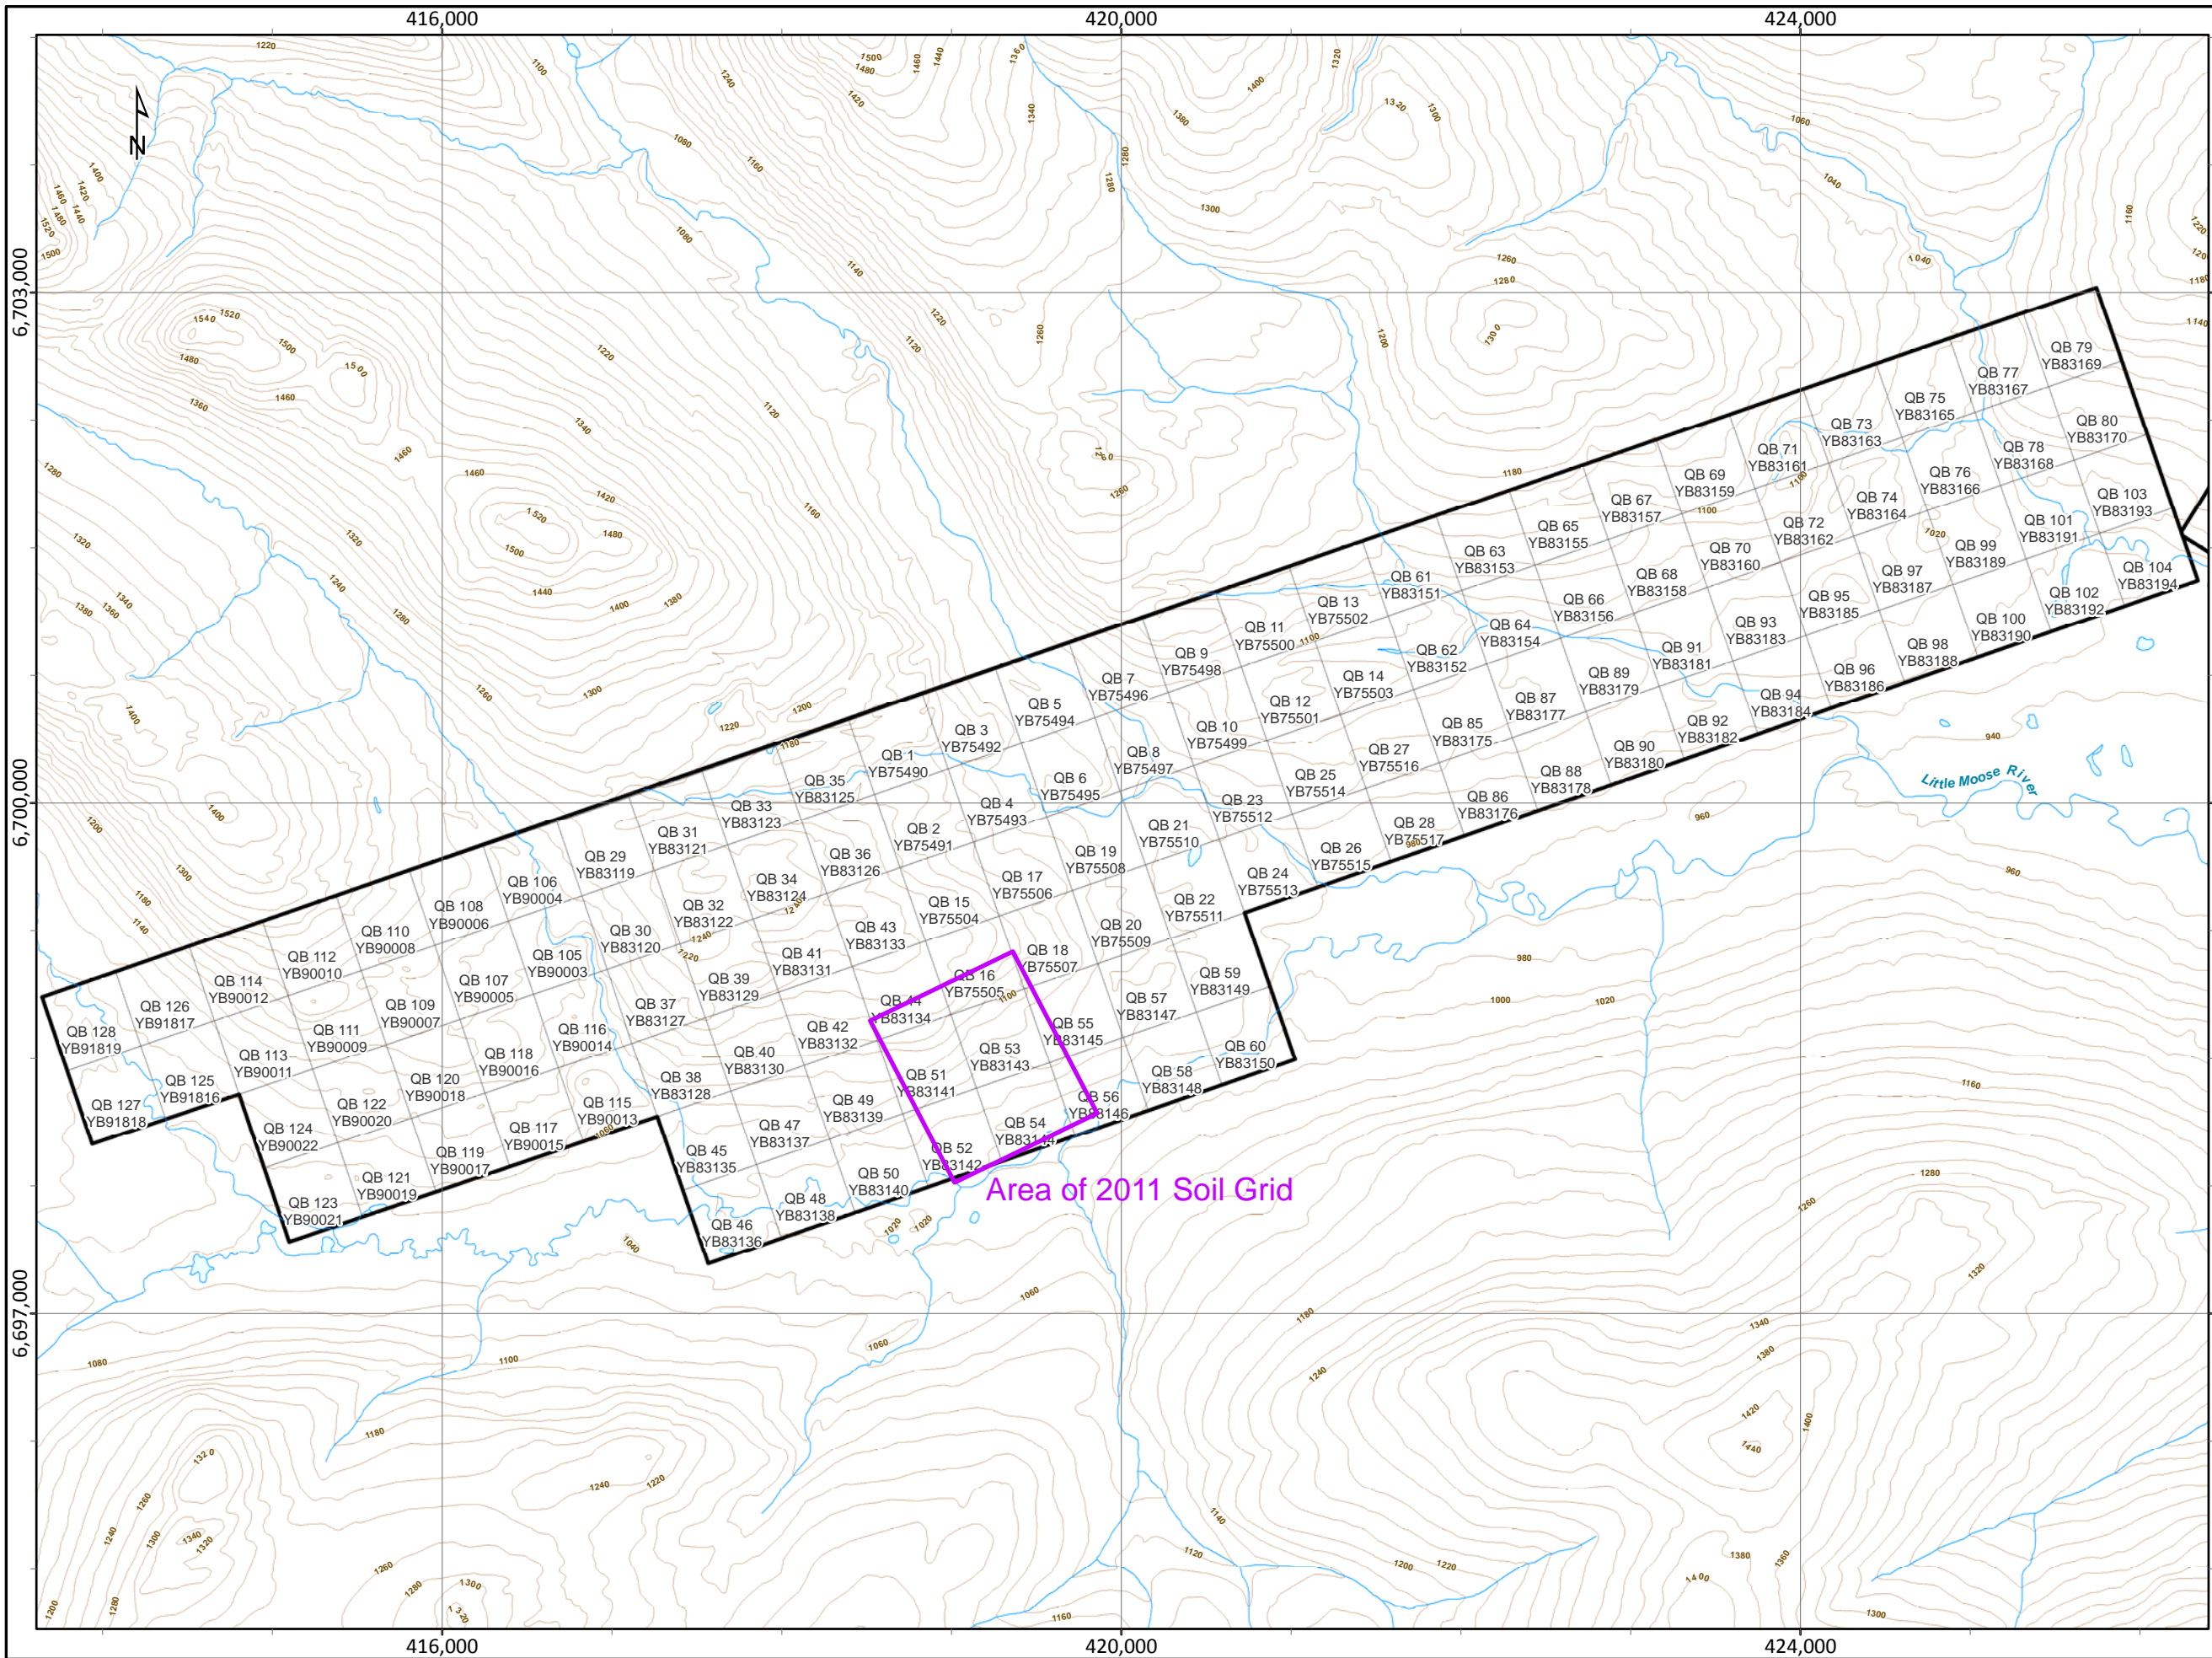 416,000
420,000
424,000
6,703,000
6,700,000
6,697,000
N
QB 79
YB83169
QB 77
YB83167
QB 75
YB83165
QB 73
YB83163
QB 71
YB83161
QB 69
YB83159
QB 67
YB83157
QB 65
YB83155
QB 63
YB83153
QB 61
YB83151
QB 13
YB75502
QB 11
YB75500
QB 9
YB75498
QB 7
YB75496
QB 5
YB75494
QB 3
YB75492
QB 1
YB75490
QB 35
YB83125
QB 33
YB83123
QB 31
YB83121
QB 29
YB83119
QB 106
YB90004
QB 108
YB90006
QB 110
YB90008
QB 112
YB90010
QB 114
YB90012
QB 126
YB91817
QB 128
YB91819
QB 80
YB83170
QB 78
YB83168
QB 76
YB83166
QB 74
YB83164
QB 72
YB83162
QB 70
YB83160
QB 68
YB83158
QB 66
YB83156
QB 64
YB83154
QB 62
YB83152
QB 14
YB75503
QB 12
YB75501
QB 10
YB75499
QB 8
YB75497
QB 6
YB75495
QB 4
YB75493
QB 2
YB75491
QB 36
YB83126
QB 34
YB83124
QB 32
YB83122
QB 30
YB83120
QB 105
YB90003
QB 107
YB90005
QB 109
YB90007
QB 111
YB90009
QB 113
YB90011
QB 125
YB91816
QB 127
YB91818
QB 103
YB83193
QB 101
YB83191
QB 99
YB83189
QB 97
YB83187
QB 95
YB83185
QB 93
YB83183
QB 91
YB83181
QB 89
YB83179
QB 87
YB83177
QB 85
YB83175
QB 27
YB75516
QB 25
YB75514
QB 23
YB75512
QB 21
YB75510
QB 19
YB75508
QB 17
YB75506
QB 15
YB75504
QB 43
YB83133
QB 41
YB83131
QB 39
YB83129
QB 37
YB83127
QB 116
YB90014
QB 118
YB90016
QB 120
YB90018
QB 122
YB90020
QB 124
YB90022
QB 104
YB83194
QB 102
YB83192
QB 100
YB83190
QB 98
YB83188
QB 96
YB83186
QB 94
YB83184
QB 92
YB83182
QB 90
YB83180
QB 88
YB83178
QB 86
YB83176
QB 28
YB75517
QB 26
YB75515
QB 24
YB75513
QB 22
YB75511
QB 20
YB75509
QB 18
YB75507
QB 16
YB75505
QB 44
YB83134
QB 42
YB83132
QB 40
YB83130
QB 38
YB83128
QB 115
YB90013
QB 117
YB90015
QB 119
YB90017
QB 121
YB90019
QB 123
YB90021
QB 59
YB83149
QB 57
YB83147
QB 55
YB83145
QB 53
YB83143
QB 51
YB83141
QB 49
YB83139
QB 47
YB83137
QB 45
YB83135
QB 60
YB83150
QB 58
YB83148
QB 56
YB83146
QB 54
YB83144
QB 52
YB83142
QB 50
YB83140
QB 48
YB83138
QB 46
YB83136
Little Moose River
Area of 2011 Soil Grid
416,000
420,000
424,000